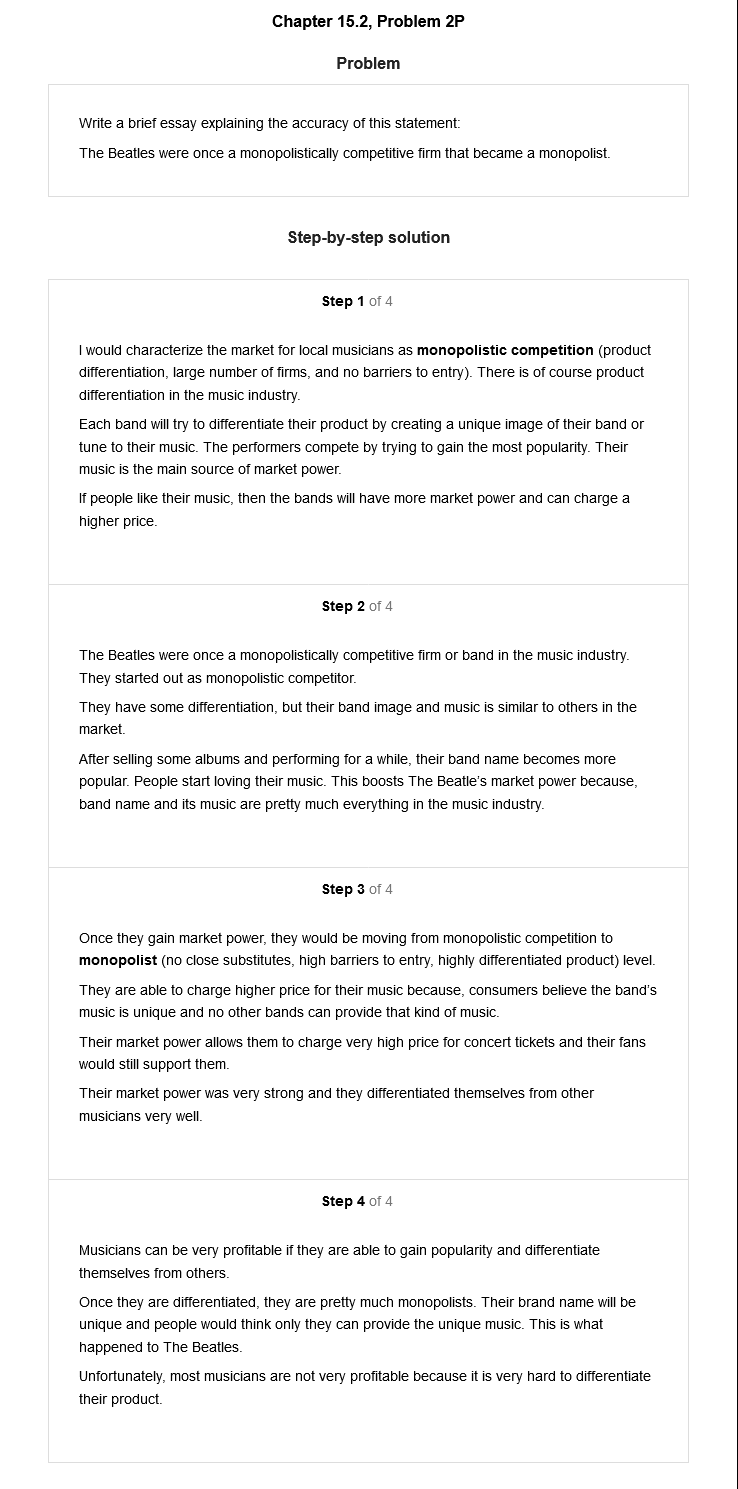 Chapter 15.2, Problem 2P
Problem
Write a brief essay explaining the accuracy of this statement:
The Beatles were once a monopolistically competitive firm that became a monopolist.
Step-by-step solution
Step 1 of 4
I would characterize the market for local musicians as monopolistic competition (product
differentiation, large number of firms, and no barriers to entry). There is of course product
differentiation in the music industry.
Each band will try to differentiate their product by creating a unique image of their band or
tune to their music. The performers compete by trying to gain the most popularity. Their
music is the main source of market power.
If people like their music, then the bands will have more market power and can charge a
higher price.
Step 2 of 4
The Beatles were once a monopolistically competitive firm or band in the music industry.
They started out as monopolistic competitor.
They have some differentiation, but their band image and music is similar to others in the
market.
After selling some albums and performing for a while, their band name becomes more
popular. People start loving their music. This boosts The Beatle's market power because,
band name and its music are pretty much everything in the music industry.
Step 3 of 4
Once they gain market power, they would be moving from monopolistic competition to
monopolist (no close substitutes, high barriers to entry, highly differentiated product) level.
They are able to charge higher price for their music because, consumers believe the band's
music is unique and no other bands can provide that kind of music.
Their market power allows them to charge very high price for concert tickets and their fans
would still support them.
Their market power was very strong and they differentiated themselves from other
musicians very well.
Step 4 of 4
Musicians can be very profitable if they are able to gain popularity and differentiate
themselves from others.
Once they are differentiated, they are pretty much monopolists. Their brand name will be
unique and people would think only they can provide the unique music. This is what
happened to The Beatles.
Unfortunately, most musicians are not very profitable because it is very hard to differentiate
their product.